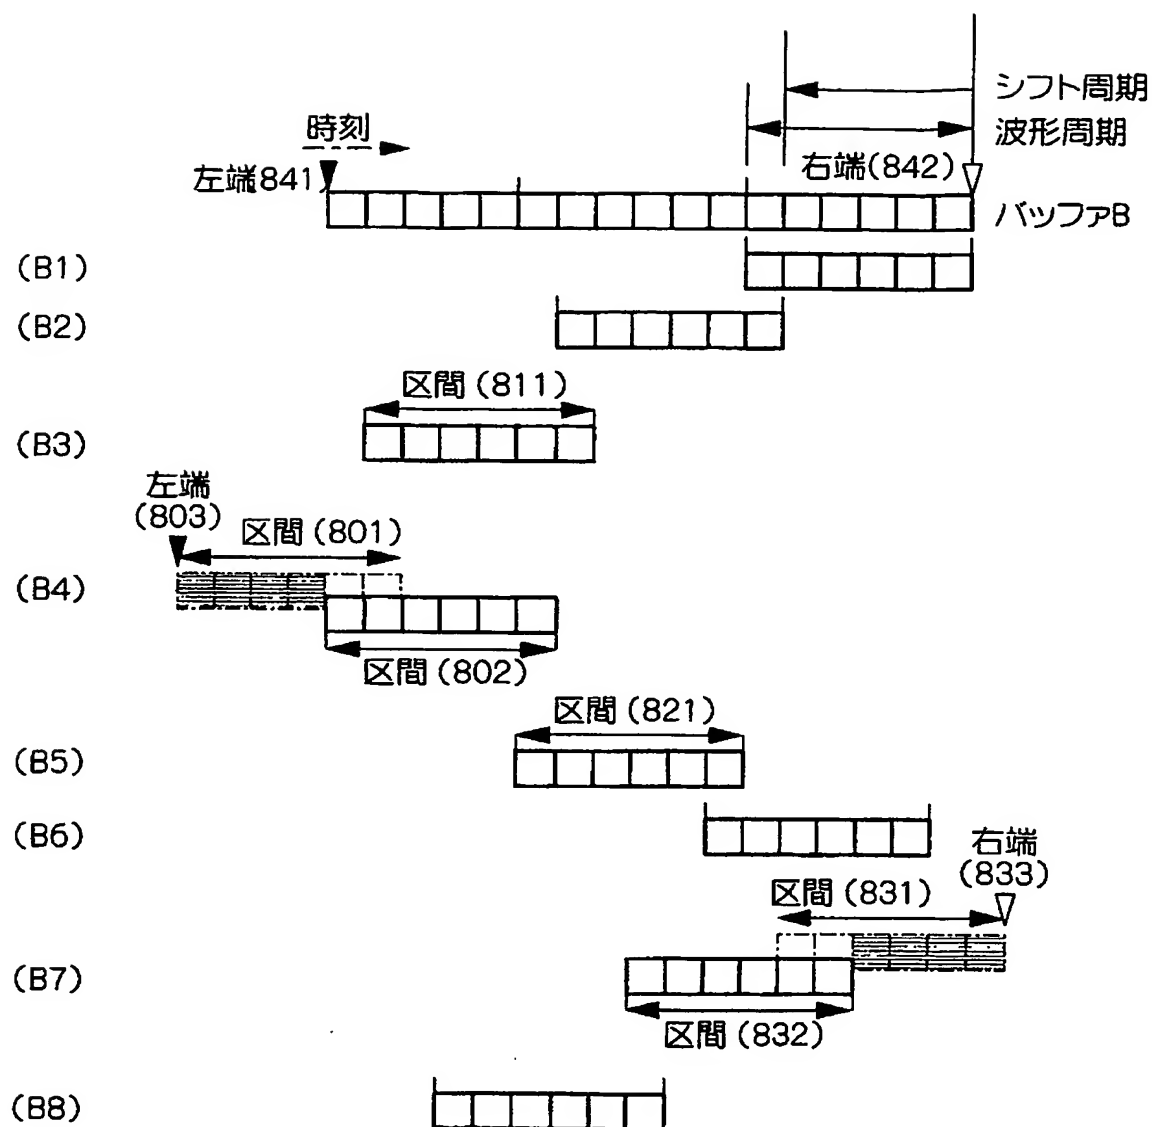 シフト周期
時刻
波形周期
左端841)
右端(842)
バッファB
(B1)
(B2)
区間(811)
(B3)
左端
(803)
区間(801)
(B4)
区間(802)
区間(821)
(B5)
(B6)
右端
(833)
区間(831)
(B7)
区間(832)
(B8)